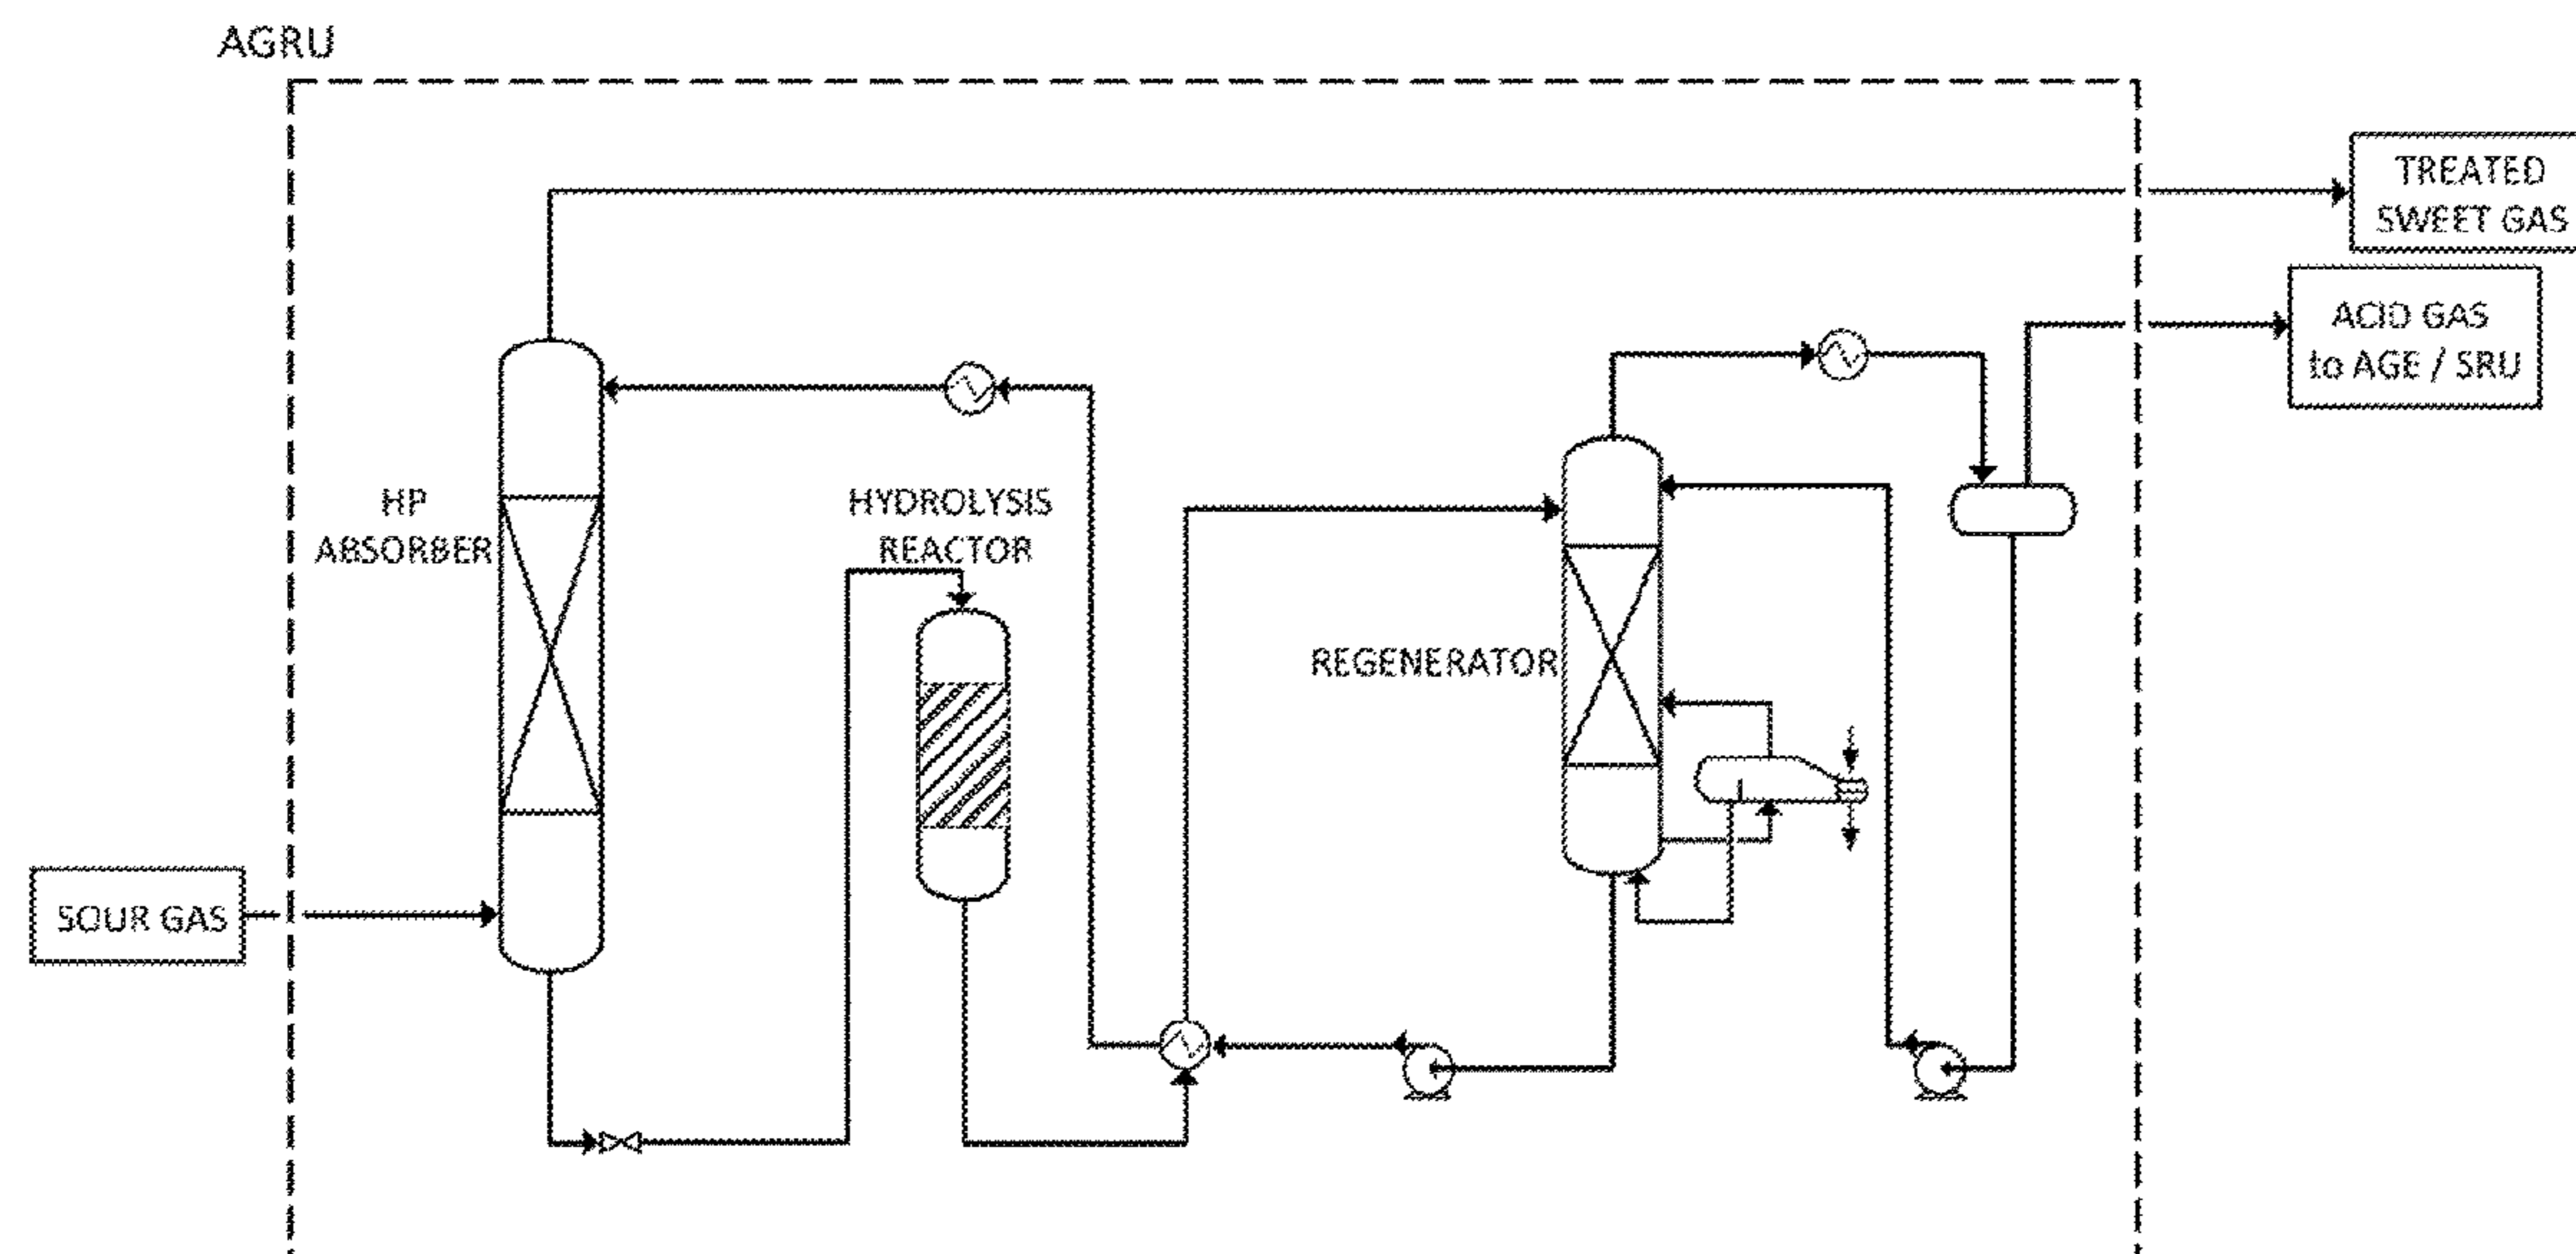 AGRU
TREATED
SWEET GAS
ACID GAS
to AGE / SRU
HP
ABSORBER
HYDROLYSIS
REACTOR
REGENERATOR
SOUR GAS